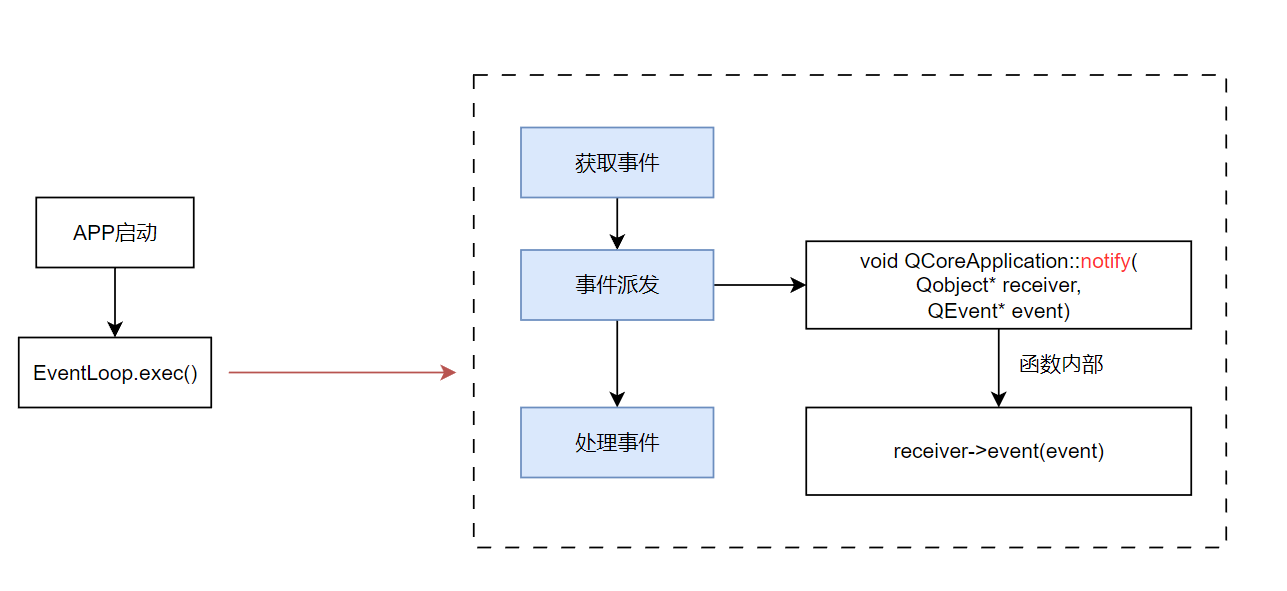 APP启动
EventLoop.exec()
获取事件
事件派发
处理事件
void QCoreApplication::notify(
Qobject* receiver,
QEvent* event)
函数内部
receiver->event(event)